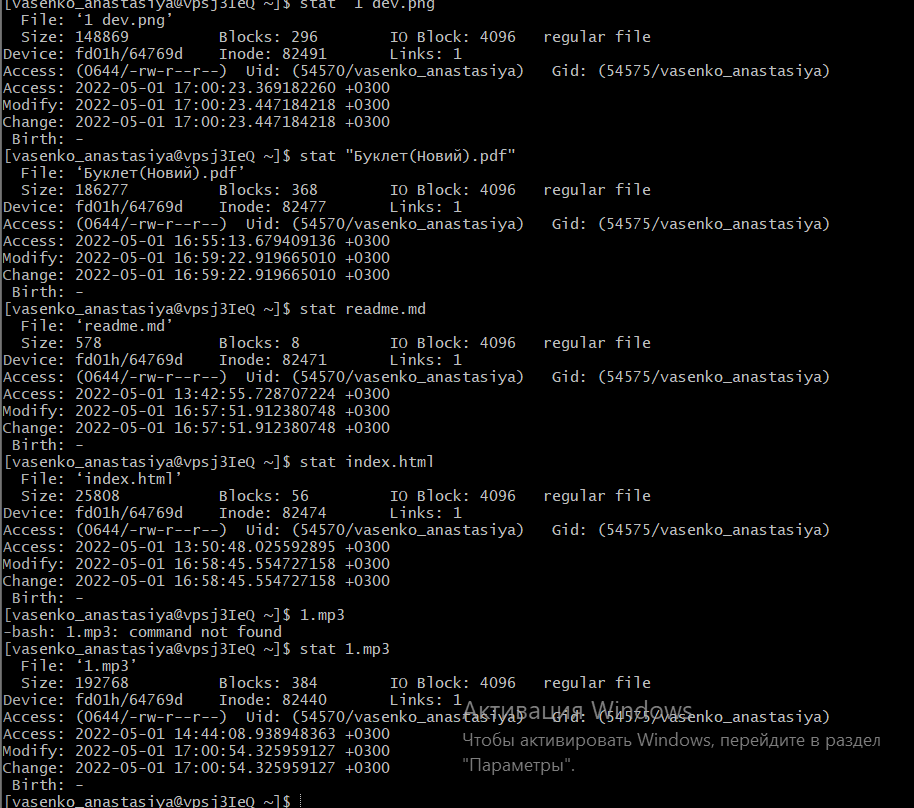 [vasenko_anastasiya@vpsj3IeQ ~]$ stat "1 dev.png"
  File: ‘1 dev.png’
  Size: 148869          Blocks: 296        IO Block: 4096   regular file
Device: fd01h/64769d    Inode: 82491       Links: 1
Access: (0644/-rw-r--r--)  Uid: (54570/vasenko_anastasiya)   Gid: (54575/vasenko_anastasiya)
Access: 2022-05-01 17:00:23.369182260 +0300
Modify: 2022-05-01 17:00:23.447184218 +0300
Change: 2022-05-01 17:00:23.447184218 +0300
 Birth: -
[vasenko_anastasiya@vpsj3IeQ ~]$ stat "Буклет(Новий).pdf"
  File: ‘Буклет(Новий).pdf’
  Size: 186277          Blocks: 368        IO Block: 4096   regular file
Device: fd01h/64769d    Inode: 82477       Links: 1
Access: (0644/-rw-r--r--)  Uid: (54570/vasenko_anastasiya)   Gid: (54575/vasenko_anastasiya)
Access: 2022-05-01 16:55:13.679409136 +0300
Modify: 2022-05-01 16:59:22.919665010 +0300
Change: 2022-05-01 16:59:22.919665010 +0300
 Birth: -
[vasenko_anastasiya@vpsj3IeQ ~]$ stat readme.md
  File: ‘readme.md’
  Size: 578             Blocks: 8          IO Block: 4096   regular file
Device: fd01h/64769d    Inode: 82471       Links: 1
Access: (0644/-rw-r--r--)  Uid: (54570/vasenko_anastasiya)   Gid: (54575/vasenko_anastasiya)
Access: 2022-05-01 13:42:55.728707224 +0300
Modify: 2022-05-01 16:57:51.912380748 +0300
Change: 2022-05-01 16:57:51.912380748 +0300
 Birth: -
[vasenko_anastasiya@vpsj3IeQ ~]$ stat index.html
  File: ‘index.html’
  Size: 25808           Blocks: 56         IO Block: 4096   regular file
Device: fd01h/64769d    Inode: 82474       Links: 1
Access: (0644/-rw-r--r--)  Uid: (54570/vasenko_anastasiya)   Gid: (54575/vasenko_anastasiya)
Access: 2022-05-01 13:50:48.025592895 +0300
Modify: 2022-05-01 16:58:45.554727158 +0300
Change: 2022-05-01 16:58:45.554727158 +0300
 Birth: -
[vasenko_anastasiya@vpsj3IeQ ~]$ 1.mp3
-bash: 1.mp3: command not found
[vasenko_anastasiya@vpsj3IeQ ~]$ stat 1.mp3
  File: ‘1.mp3’
  Size: 192768          Blocks: 384        IO Block: 4096   regular file
Device: fd01h/64769d    Inode: 82440       Links: 1
Access: (0644/-rw-r--r--)  Uid: (54570/vasenko_anastasiya)   Gid: (54575/vasenko_anastasiya)
Access: 2022-05-01 14:44:08.938948363 +0300
Modify: 2022-05-01 17:00:54.325959127 +0300
Change: 2022-05-01 17:00:54.325959127 +0300
 Birth: -
[vasenko_anastasiya@vpsj3IeQ ~]$
Активация Windows
Чтобы активировать Windows, перейдите в раздел
"Параметры".